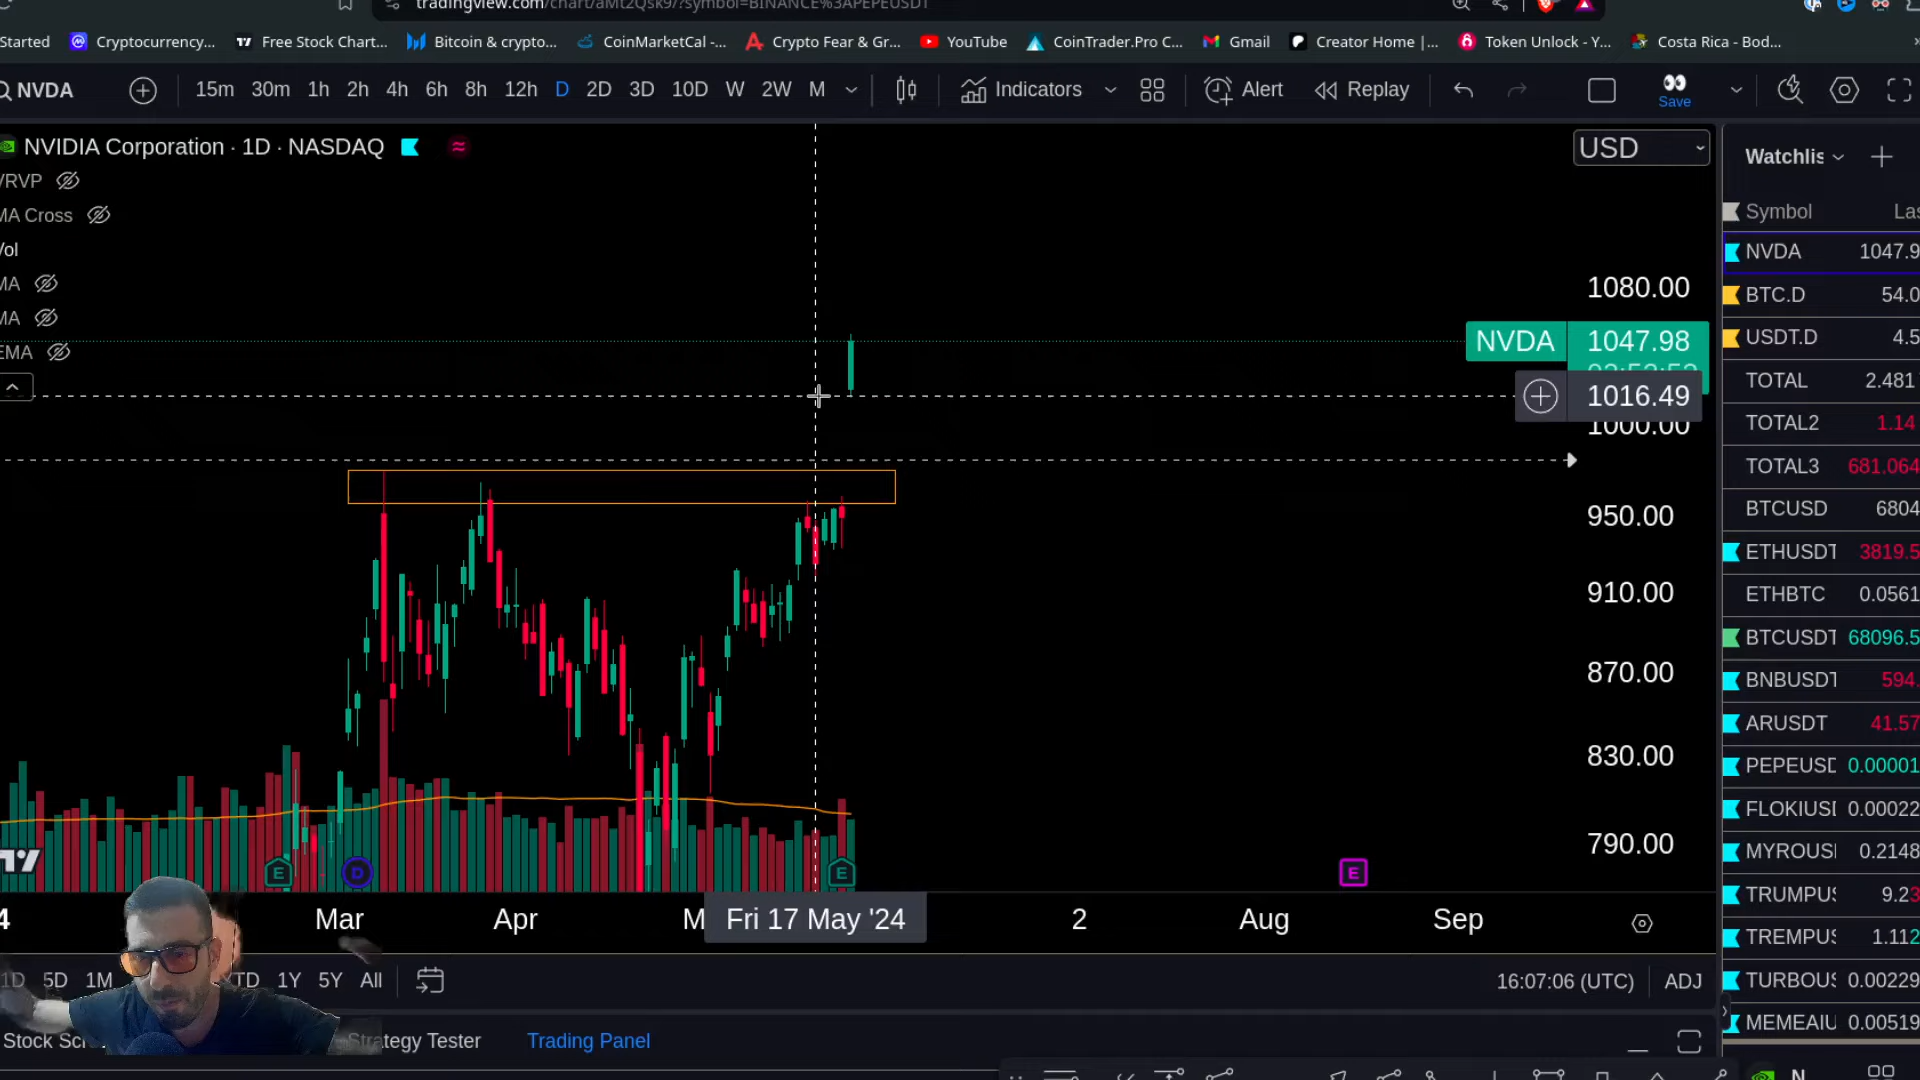 tradingview.com/chart/aMt2Qsk9/?symbol=BINANCE%3APEPEUSDT
Started Cryptocurrency... Free Stock Chart... Bitcoin & crypto... CoinMarketCal -... Crypto Fear & Gr... YouTube CoinTrader.Pro C... Gmail Creator Home |... Token Unlock - Y... Costa Rica - Bod...
NVDA 15m 30m 1h 2h 4h 6h 8h 12h D 2D 3D 10D W 2W M Indicators Alert Replay Save
NVIDIA Corporation · 1D · NASDAQ
VRVP
MA Cross
Vol
MA
MA
EMA
USD
1080.00
NVDA 1047.98
1016.49
1000.00
950.00
910.00
870.00
830.00
790.00
E D E E
4 Mar Apr M Fri 17 May '24 2 Aug Sep
1D 5D 1M YTD 1Y 5Y All
16:07:06 (UTC) ADJ
Stock Scr Strategy Tester Trading Panel
Watchlis
Symbol Las
NVDA 1047.9
BTC.D 54.0
USDT.D 4.5
TOTAL 2.481
TOTAL2 1.14
TOTAL3 681.064
BTCUSD 6804
ETHUSDT 3819.5
ETHBTC 0.0561
BTCUSDT 68096.5
BNBUSDT 594.
ARUSDT 41.57
PEPEUSD 0.00001
FLOKIUSD 0.00022
MYROUSD 0.2148
TRUMPUS 9.23
TREMPUS 1.112
TURBOUS 0.00229
MEMEAIU 0.00519
N